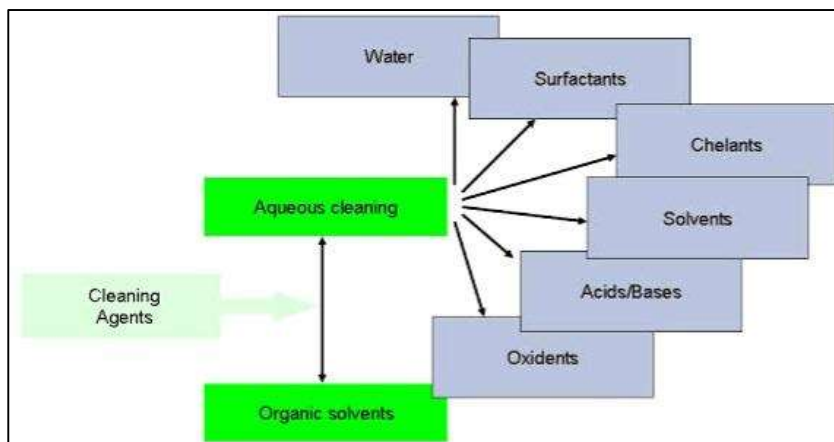 Water
Surfactants
Chelants
Aqueous cleaning
Solvents
Cleaning
Agents
Acids/Bases
Oxidents
Organic solvents